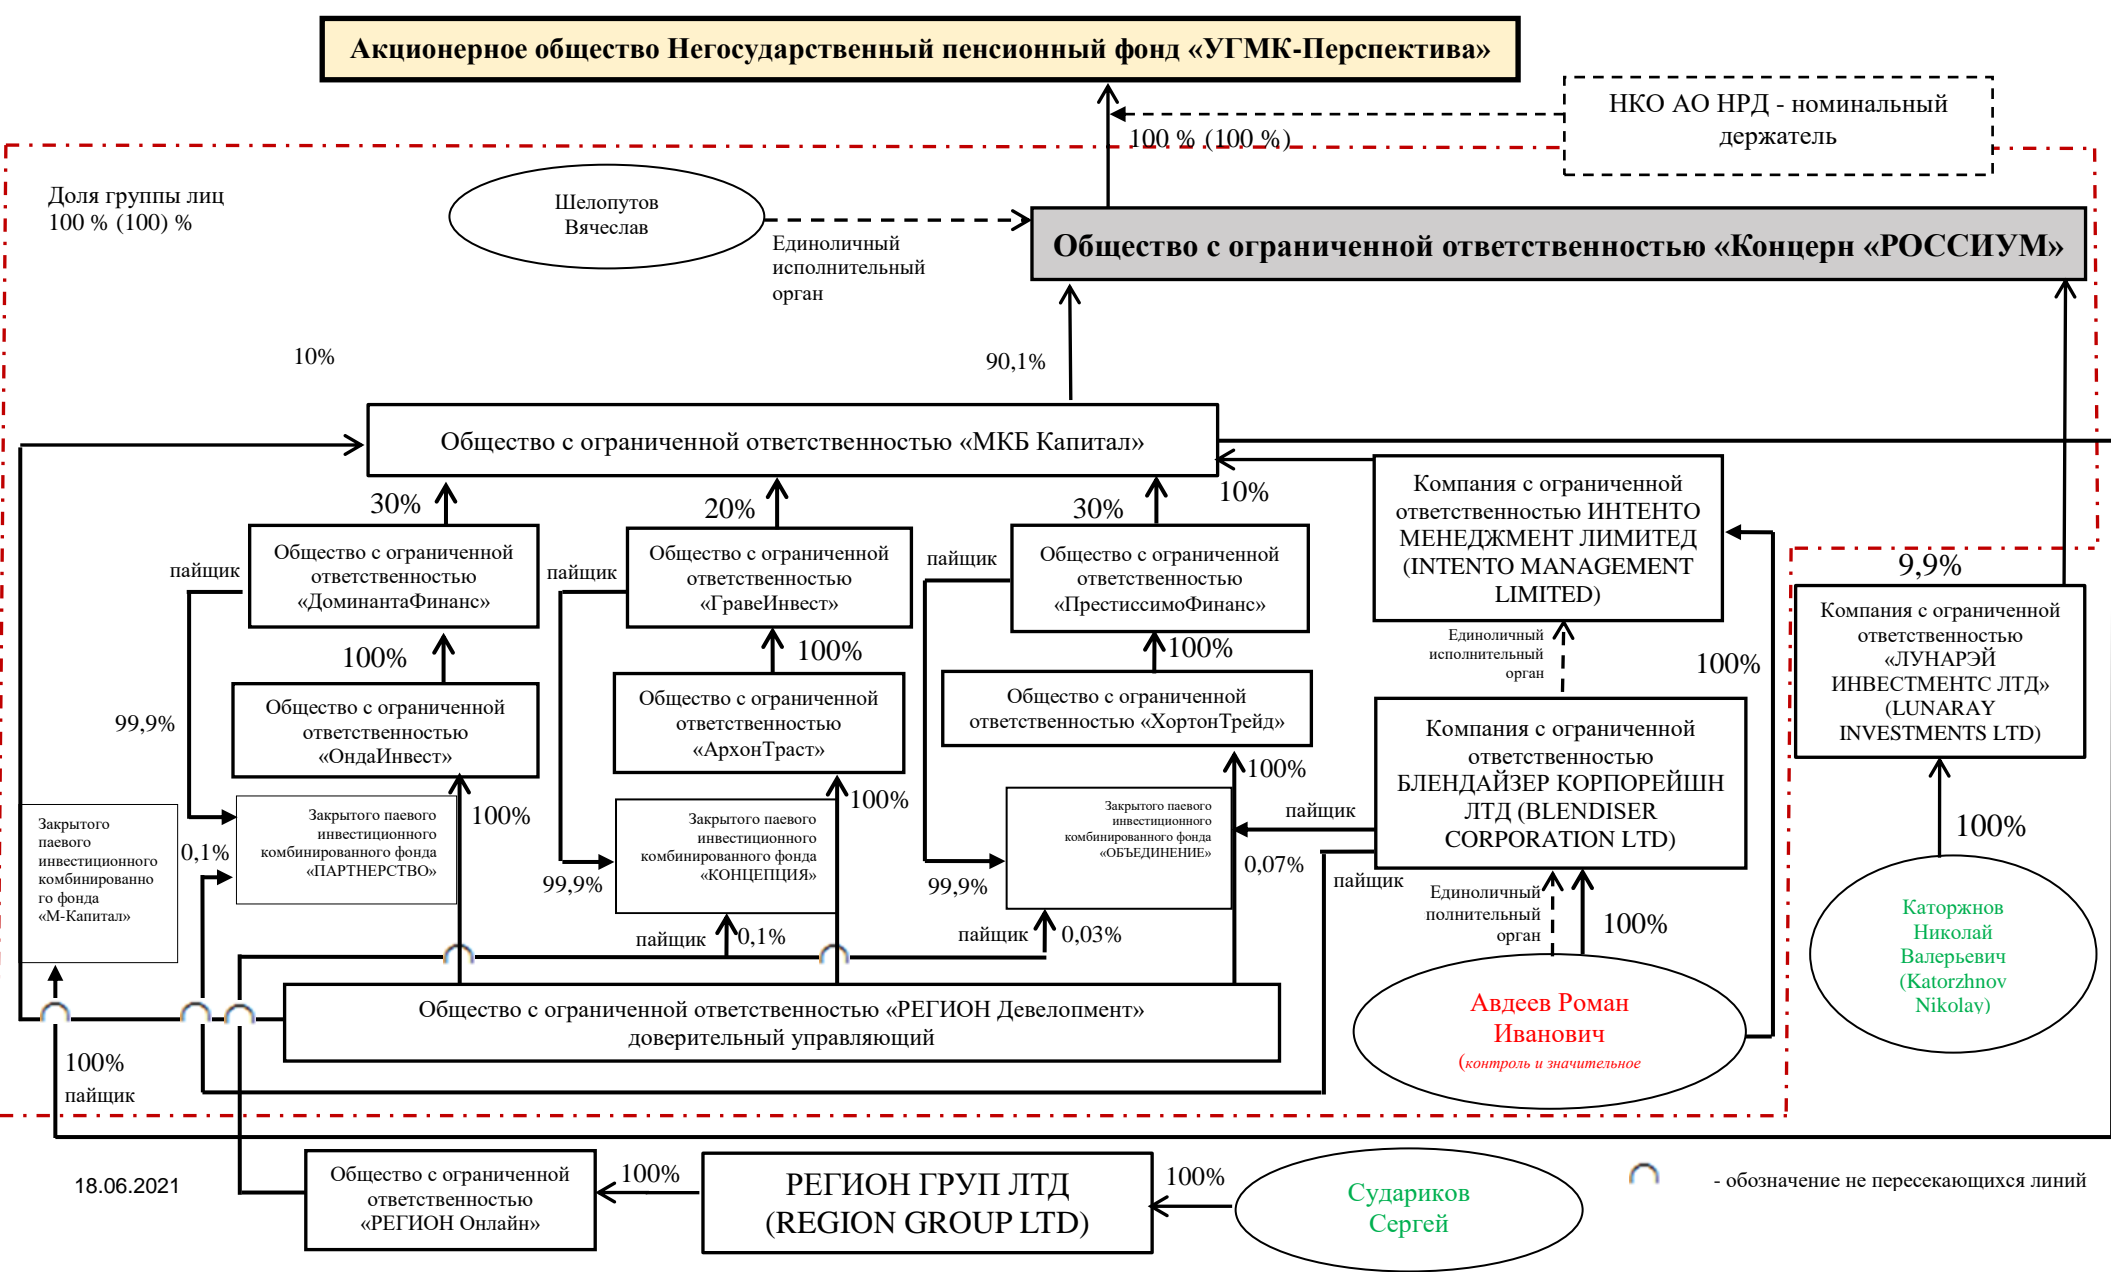 Акционерное общество Негосударственный пенсионный фонд «УГМК-Перспектива»
НКО АО НРД - номинальный
держатель
100 % (100 %)
Доля группы лиц
100 % (100) %
Шелопутов
Вячеслав
Единоличный
исполнительный
орган
Общество с ограниченной ответственностью «Концерн «РОССИУМ»
10%
90,1%
Общество с ограниченной ответственностью «МКБ Капитал»
30%
20%
30%
10%
Компания с ограниченной
ответственностью ИНТЕНТО
МЕНЕДЖМЕНТ ЛИМИТЕД
(INTENTO MANAGEMENT
LIMITED)
9,9%
пайщик
Общество с ограниченной
ответственностью
«ДоминантаФинанс»
пайщик
Общество с ограниченной
ответственностью
«ГравеИнвест»
пайщик
Общество с ограниченной
ответственностью
«ПрестиссимоФинанс»
Компания с ограниченной
ответственностью
«ЛУНАРЭЙ
ИНВЕСТМЕНТС ЛТД»
(LUNARAY
INVESTMENTS LTD)
100%
100%
100%
Единоличный
исполнительный
орган
100%
99,9%
Общество с ограниченной
ответственностью
«ОндаИнвест»
Общество с ограниченной
ответственностью
«АрхонТраст»
Общество с ограниченной
ответственностью «ХортонТрейд»
Компания с ограниченной
ответственностью
БЛЕНДАЙЗЕР КОРПОРЕЙШН
ЛТД (BLENDISER
CORPORATION LTD)
100%
100%
100%
100%
Закрытого
паевого
инвестиционного
комбинированно
го фонда
«М-Капитал»
0,1%
Закрытого паевого
инвестиционного
комбинированного фонда
«ПАРТНЕРСТВО»
99,9%
Закрытого паевого
инвестиционного
комбинированного фонда
«КОНЦЕПЦИЯ»
99,9%
Закрытого паевого
инвестиционного
комбинированного фонда
«ОБЪЕДИНЕНИЕ»
пайщик
0,07%
пайщик
Единоличный
полнительный
орган
100%
Каторжнов
Николай
Валерьевич
(Katorzhnov
Nikolay)
пайщик
0,1%
пайщик
0,03%
Общество с ограниченной ответственностью «РЕГИОН Девелопмент»
доверительный управляющий
Авдеев Роман
Иванович
(контроль и значительное
100%
пайщик
18.06.2021
Общество с ограниченной
ответственностью
«РЕГИОН Онлайн»
100%
РЕГИОН ГРУП ЛТД
(REGION GROUP LTD)
100%
Судариков
Сергей
- обозначение не пересекающихся линий